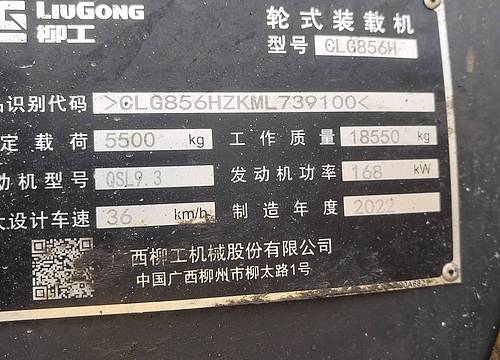 LiuGong
柳工
轮式装载机
型号 CLG856H
识别代码 >CLG856HZKML739100<
定载荷 5500 kg 工作质量 18550 kg
动机型号 QSL9.3 发动机功率 168 kW
大设计车速 36 km/h 制造年度 2022
西柳工机械股份有限公司
中国广西柳州市柳太路1号